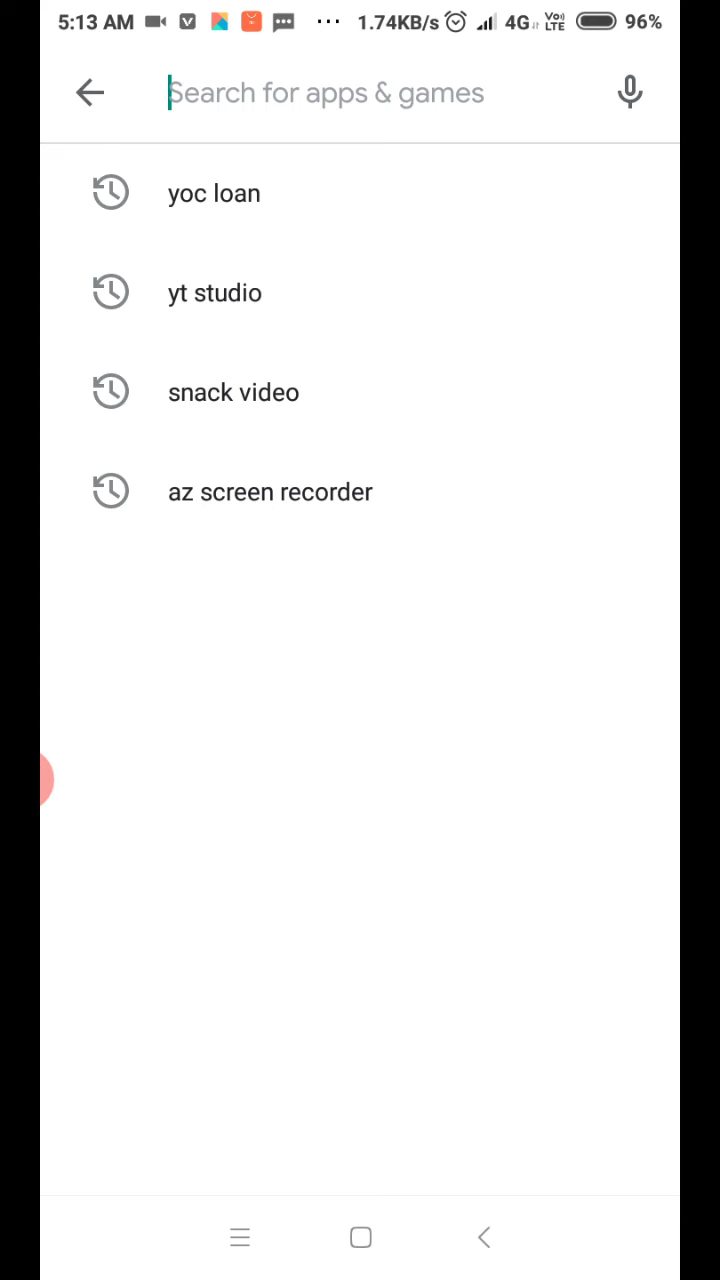 5:13 AM ... 1.74KB/s 4G VoLTE 96%
Search for apps & games
yoc loan
yt studio
snack video
az screen recorder